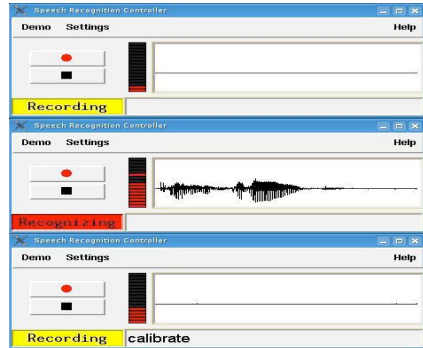 Speech Recognition Controller
Demo Settings Help
Recording
Speech Recognition Controller
Demo Settings Help
Recognizing
Speech Recognition Controller
Demo Settings Help
Recording calibrate